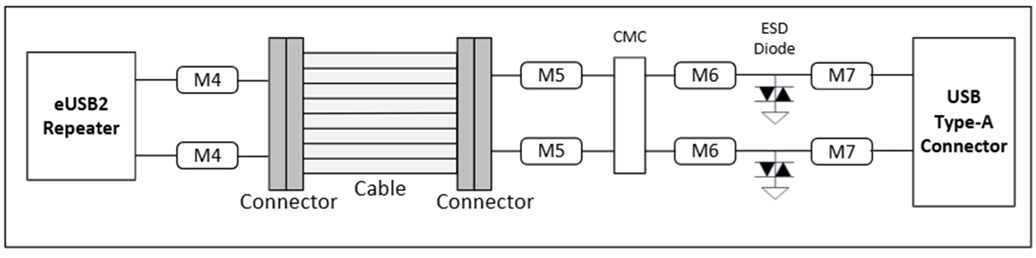 eUSB2
Repeater
M4
M4
Connector
Cable
Connector
M5
M5
CMC
M6
M6
ESD
Diode
M7
M7
USB
Type-A
Connector